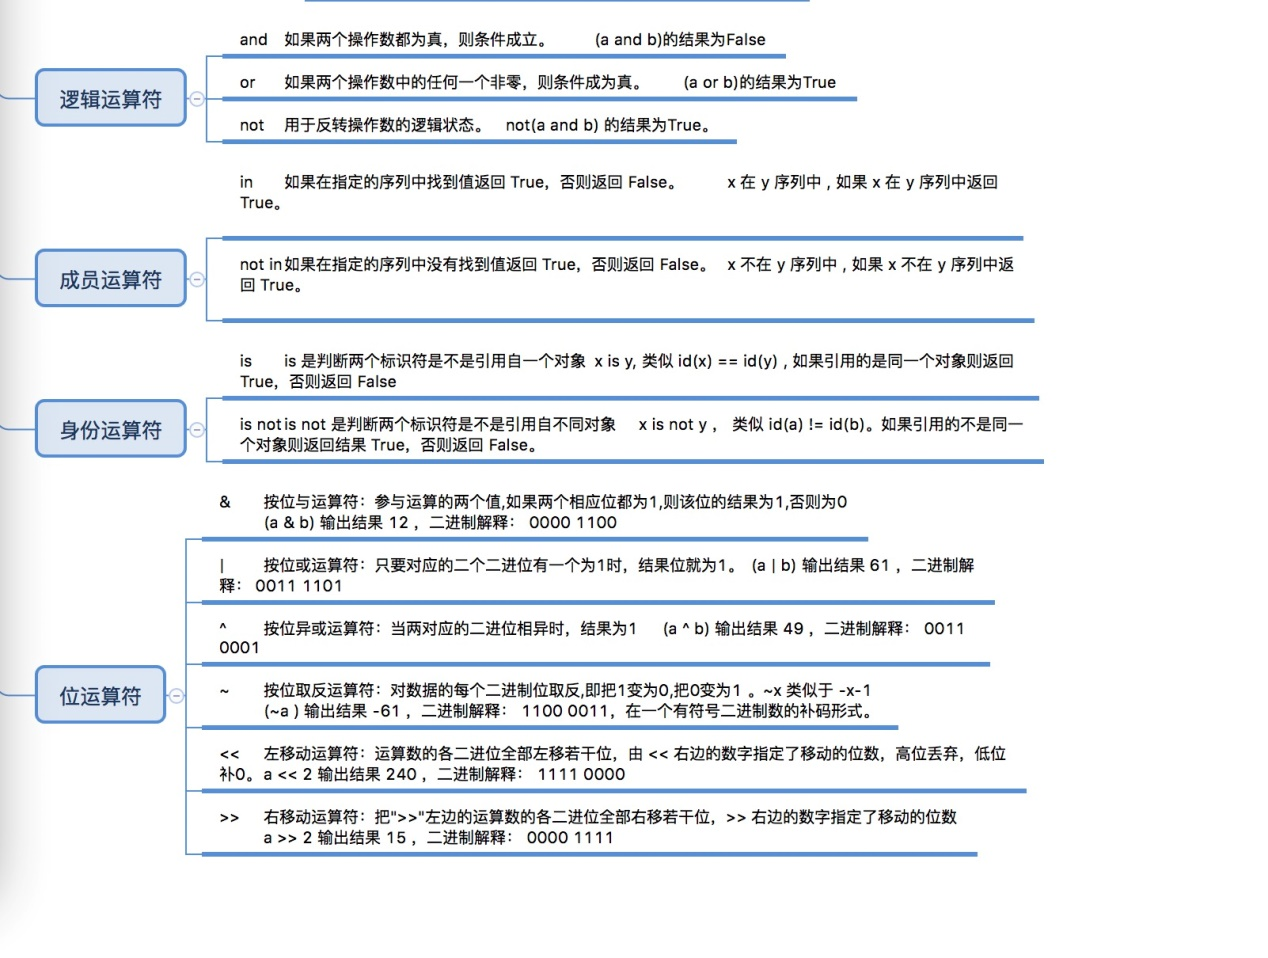 and 如果两个操作数都为真，则条件成立。 (a and b)的结果为False
逻辑运算符
or 如果两个操作数中的任何一个非零，则条件成为真。 (a or b)的结果为True
not 用于反转操作数的逻辑状态。 not(a and b) 的结果为True。
in 如果在指定的序列中找到值返回 True，否则返回 False。 x 在 y 序列中 , 如果 x 在 y 序列中返回
True。
成员运算符
not in 如果在指定的序列中没有找到值返回 True，否则返回 False。 x 不在 y 序列中 , 如果 x 不在 y 序列中返
回 True。
is is 是判断两个标识符是不是引用自一个对象 x is y, 类似 id(x) == id(y) , 如果引用的是同一个对象则返回
True，否则返回 False
身份运算符
is not is not 是判断两个标识符是不是引用自不同对象 x is not y ， 类似 id(a) != id(b)。如果引用的不是同一
个对象则返回结果 True，否则返回 False。
& 按位与运算符：参与运算的两个值,如果两个相应位都为1,则该位的结果为1,否则为0
(a & b) 输出结果 12 ，二进制解释： 0000 1100
| 按位或运算符：只要对应的二个二进位有一个为1时，结果位就为1。 (a | b) 输出结果 61 ，二进制解
释： 0011 1101
^ 按位异或运算符：当两对应的二进位相异时，结果为1 (a ^ b) 输出结果 49 ，二进制解释： 0011
0001
位运算符
~ 按位取反运算符：对数据的每个二进制位取反,即把1变为0,把0变为1 。~x 类似于 -x-1
(~a ) 输出结果 -61 ，二进制解释： 1100 0011，在一个有符号二进制数的补码形式。
<< 左移动运算符：运算数的各二进位全部左移若干位，由 << 右边的数字指定了移动的位数，高位丢弃，低位
补0。a << 2 输出结果 240 ，二进制解释： 1111 0000
>> 右移动运算符：把">>"左边的运算数的各二进位全部右移若干位，>> 右边的数字指定了移动的位数
a >> 2 输出结果 15 ，二进制解释： 0000 1111